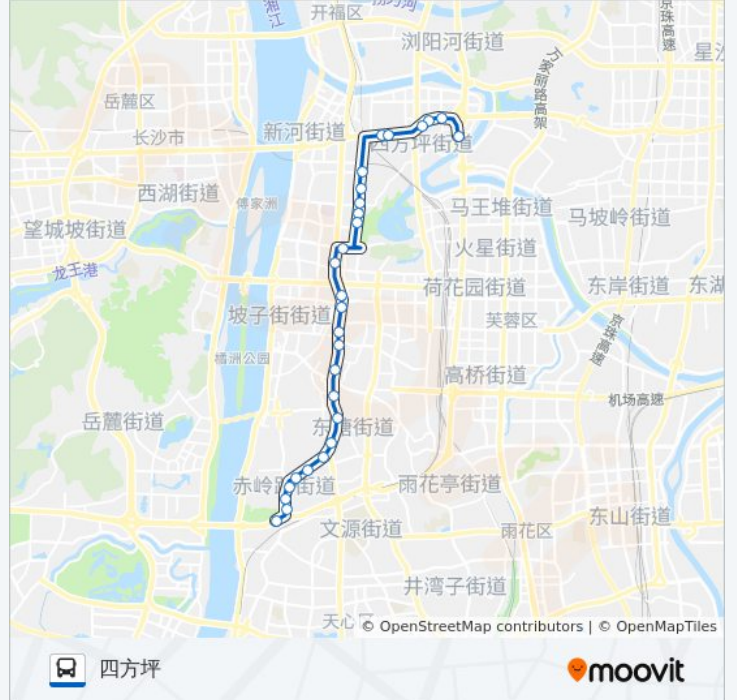 湘江
开福区
京珠高速
浏阳河街道
星沙
万家丽路高架
岳麓区
长沙市
新河街道
四方坪街道
西湖街道
傅家洲
马王堆街道
马坡岭街道
望城坡街道
火星街道
龙王港
荷花园街道
东岸街道
东湖
坡子街街道
芙蓉区
京珠高速
橘洲公园
高桥街道
机场高速
岳麓街道
东塘街道
赤岭路街道
雨花亭街道
东山街道
文源街道
雨花区
井湾子街道
天心区
© OpenStreetMap contributors | © OpenMapTiles
四方坪
moovit